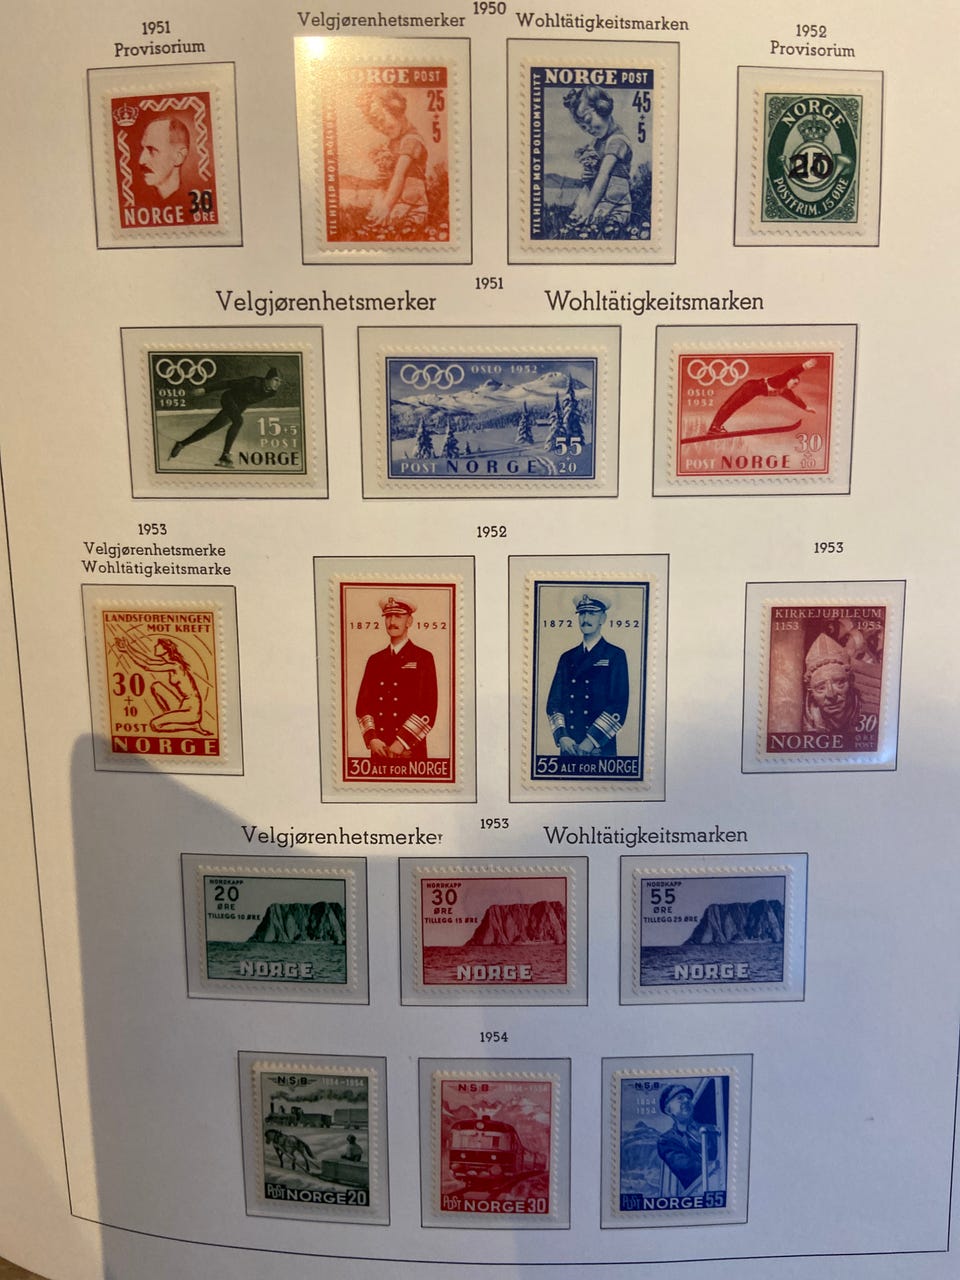 1951
Provisorium
1950
Velgjørenhetsmerker
Wohltätigkeitsmarken
1952
Provisorium
NORGE 30 ØRE
NORGE POST
25
+
5
TIL HJELP MOT POLIOMYELITT
NORGE POST
45
+
5
TIL HJELP MOT POLIOMYELITT
NORGE
20
POSTFRIM. 15 ØRE
1951
Velgjørenhetsmerker
Wohltätigkeitsmarken
OSLO
1952
15+5
POST
NORGE
OSLO 1952
55
+
20
POST NORGE
OSLO
1952
30
+10
POST NORGE
1953
Velgjørenhetsmerke
Wohltätigkeitsmarke
1952
1953
LANDSFORENINGEN
MOT KREFT
30
+
10
POST
NORGE
1872 1952
30 ALT FOR NORGE
1872 1952
55 ALT FOR NORGE
KIRKEJUBILEUM
1153 1953
30
ØRE
NORGE POST
1953
Velgjørenhetsmerker
Wohltätigkeitsmarken
NORDKAPP
20
ØRE
TILLEGG 10 ØRE
NORGE
NORDKAPP
30
ØRE
TILLEGG 15 ØRE
NORGE
NORDKAPP
55
ØRE
TILLEGG 25 ØRE
NORGE
1954
NSB 1854-1954
POST NORGE 20
NSB 1854-1954
POST NORGE 30
NSB
1854
1954
POST NORGE 55